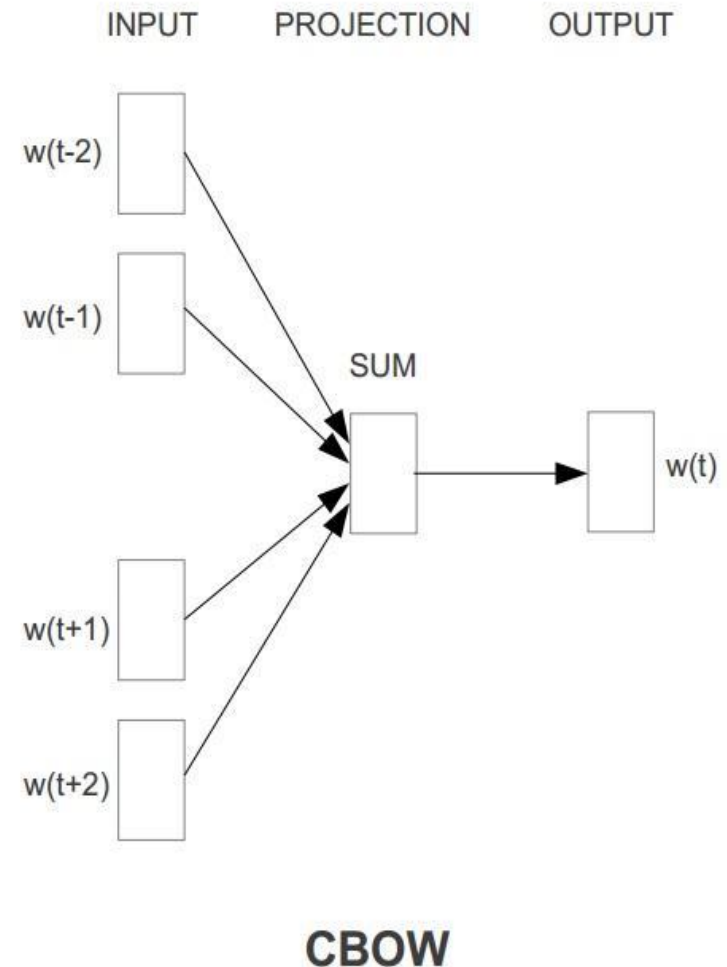 INPUT PROJECTION OUTPUT
w(t-2)
w(t-1)
SUM
w(t)
w(t+1)
w(t+2)
CBOW